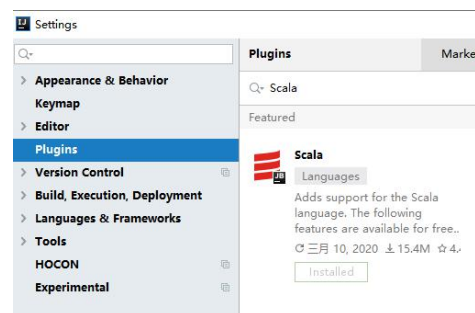 Settings
Appearance & Behavior
Keymap
Editor
Plugins
Version Control
Build, Execution, Deployment
Languages & Frameworks
Tools
HOCON
Experimental
Plugins
Marke
Scala
Featured
Scala
Languages
Adds support for the Scala
language. The following
features are available for free..
三月 10, 2020 15.4M 4.
Installed